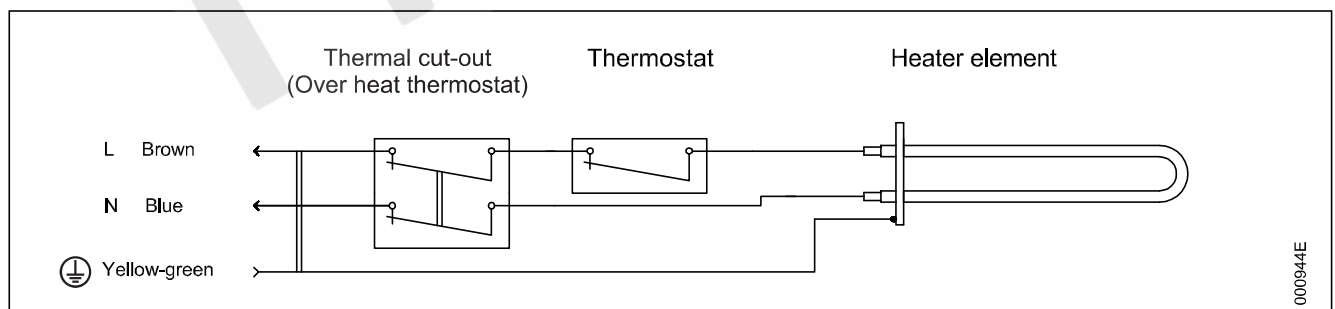 Thermal cut-out
(Over heat thermostat)
Thermostat
Heater element
L Brown
N Blue
Yellow-green
000944E